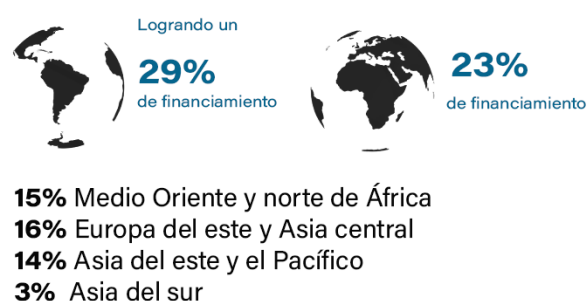 Logrando un
29%
de financiamiento
23%
de financiamiento
15% Medio Oriente y norte de África
16% Europa del este y Asia central
14% Asia del este y el Pacífico
3% Asia del sur